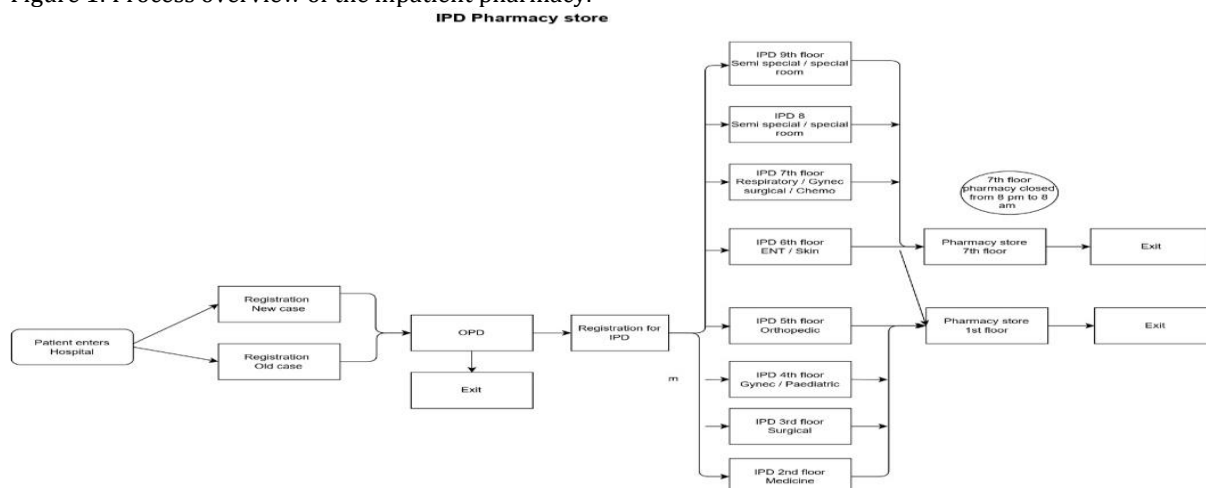 Figure 1: Process overview of the inpatient pharmacy.
IPD Pharmacy store
Patient enters
Hospital
Registration
New case
Registration
Old case
OPD
Exit
Registration for
IPD
m
IPD 9th floor
Semi special / special
room
IPD 8
Semi special / special
room
IPD 7th floor
Respiratory / Gynec
surgical / Chemo
IPD 6th floor
ENT / Skin
IPD 5th floor
Orthopedic
IPD 4th floor
Gynec / Paediatric
IPD 3rd floor
Surgical
IPD 2nd floor
Medicine
7th floor
pharmacy closed
from 8 pm to 8
am
Pharmacy store
7th floor
Exit
Pharmacy store
1st floor
Exit